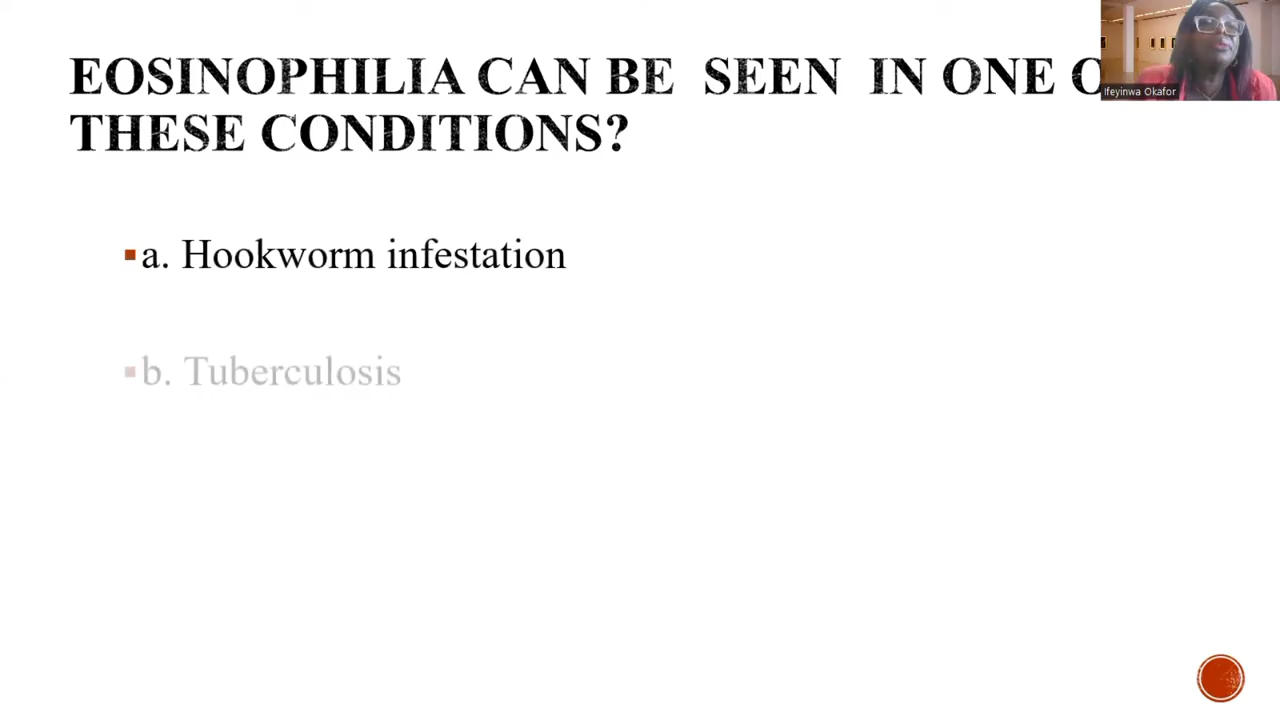 EOSINOPHILIA CAN BE SEEN IN ONE
THESE CONDITIONS?
Ifeyinwa Okafor
▪a. Hookworm infestation
▪b. Tuberculosis